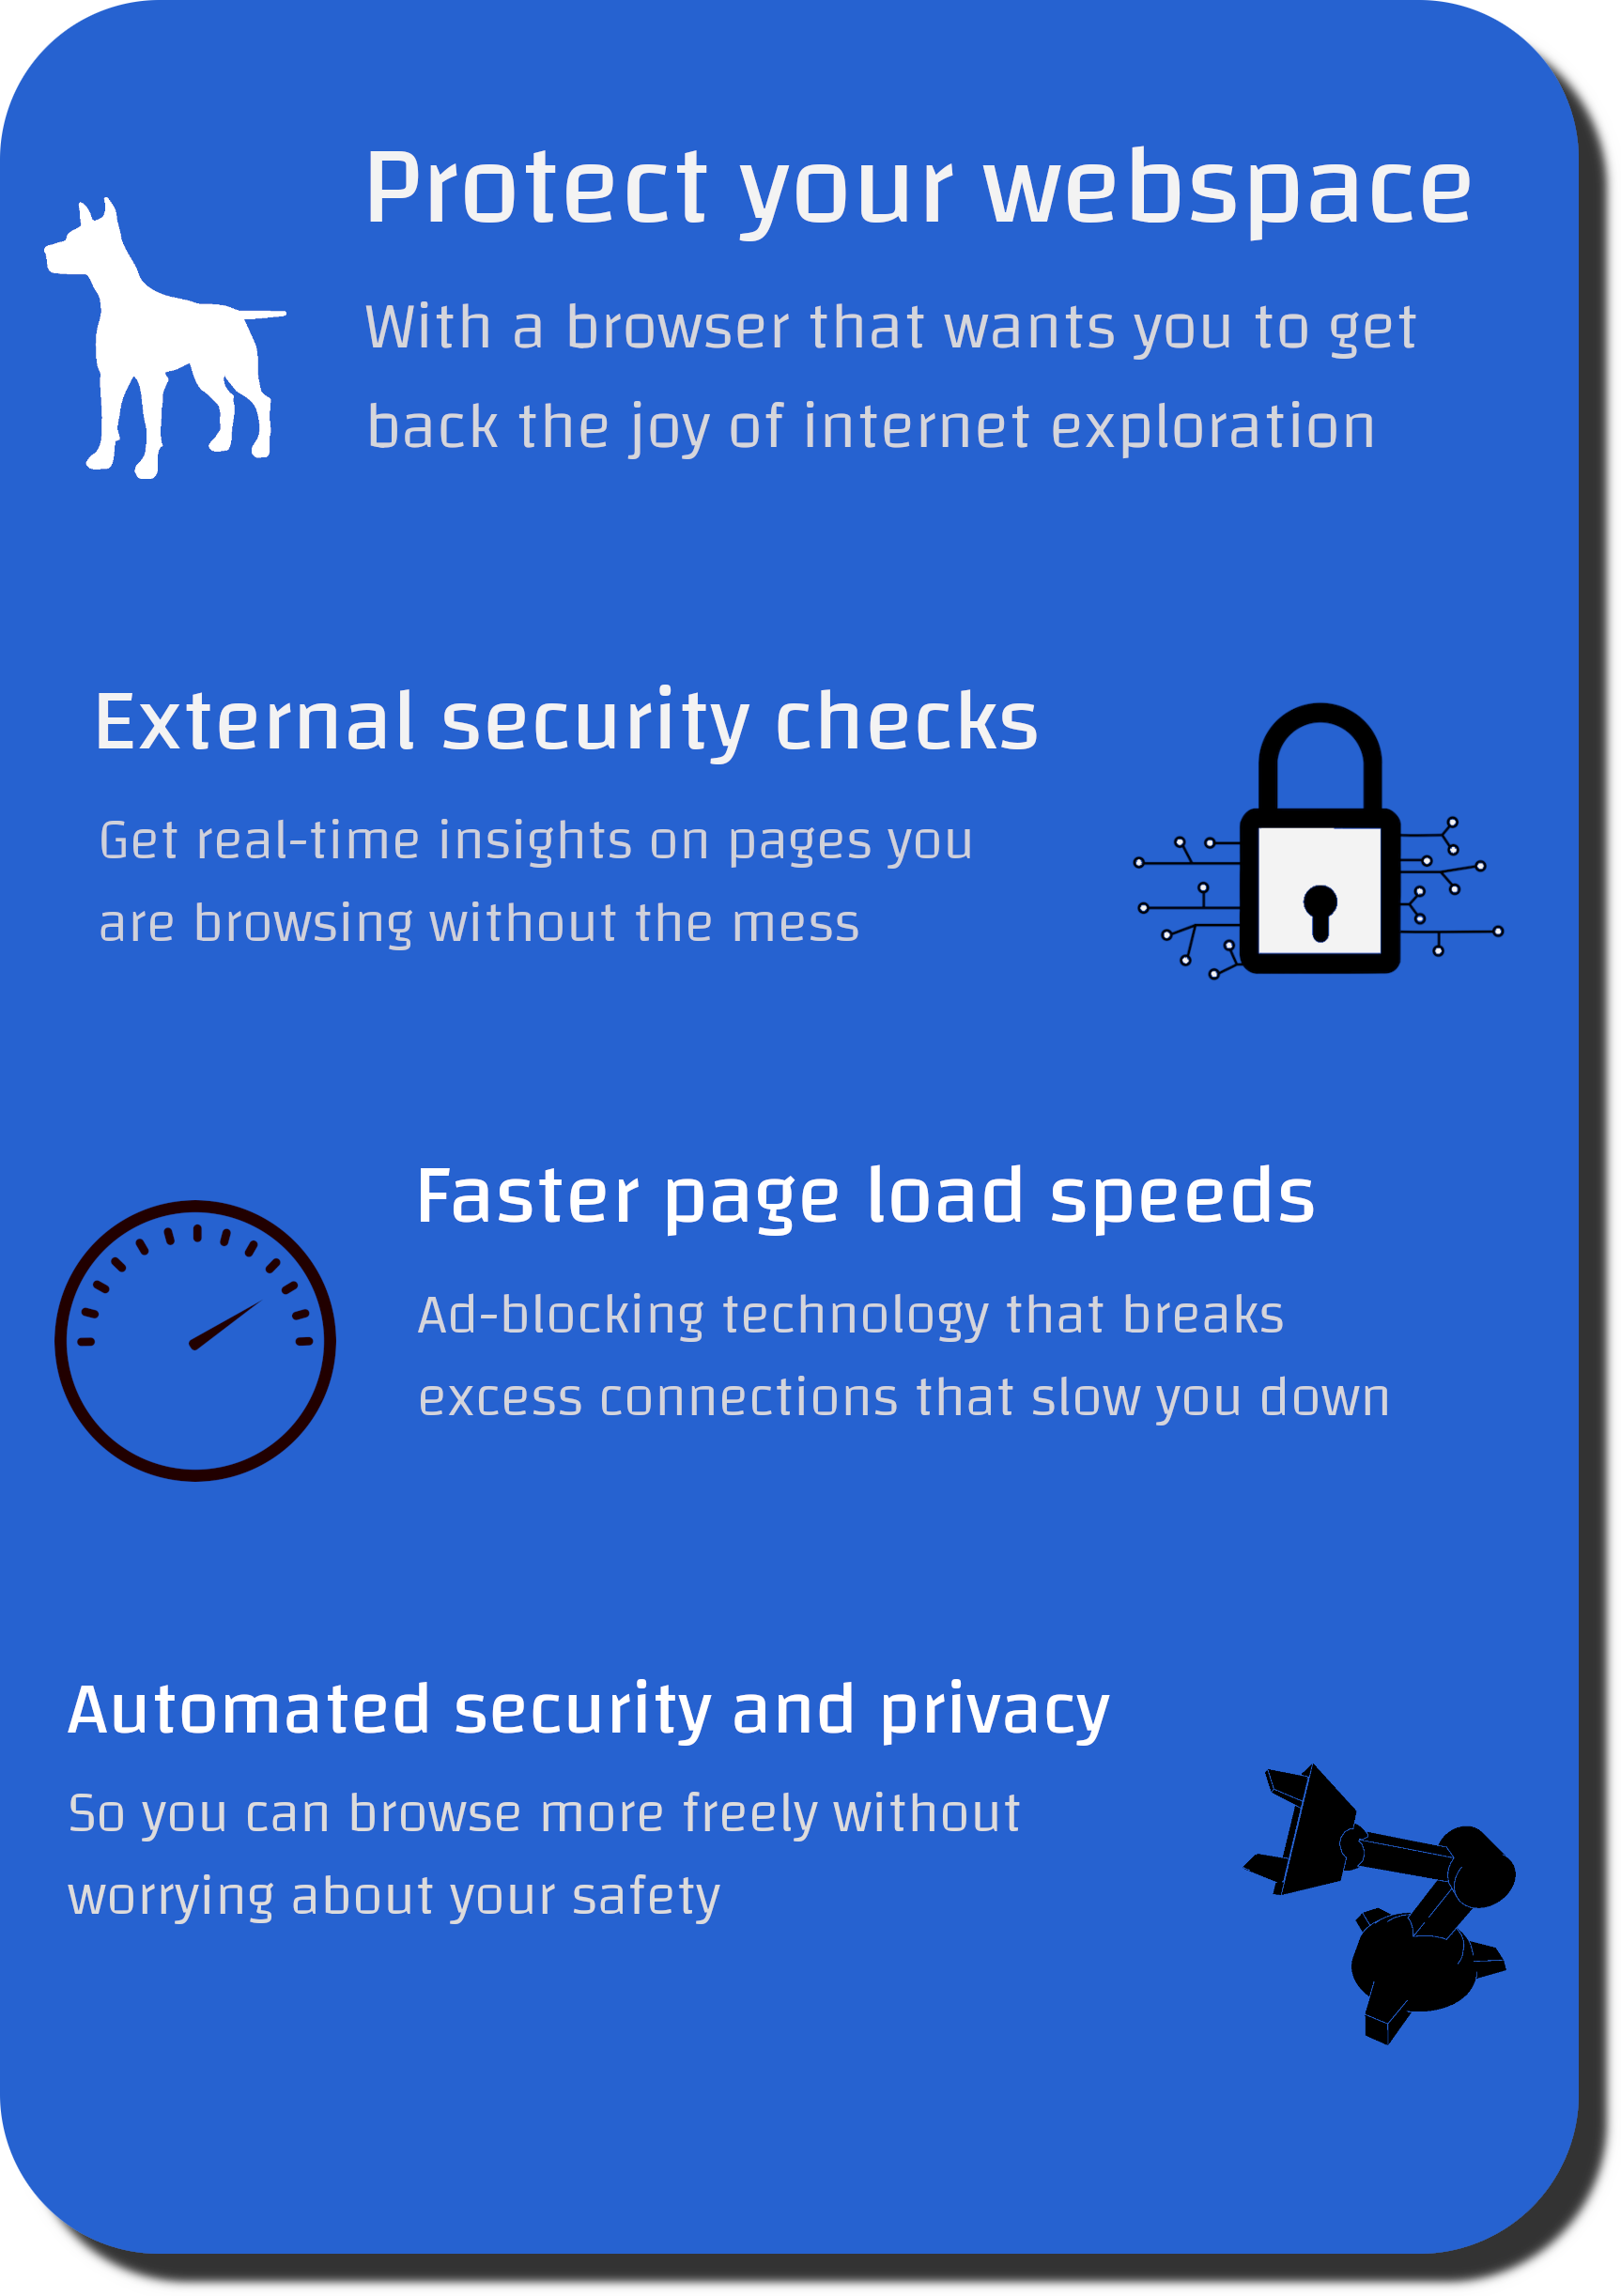 Protect your webspace
With a browser that wants you to get
back the joy of internet exploration
External security checks
Get real-time insights on pages you
are browsing without the mess
Faster page load speeds
Ad-blocking technology that breaks
excess connections that slow you down
Automated security and privacy
So you can browse more freely without
worrying about your safety